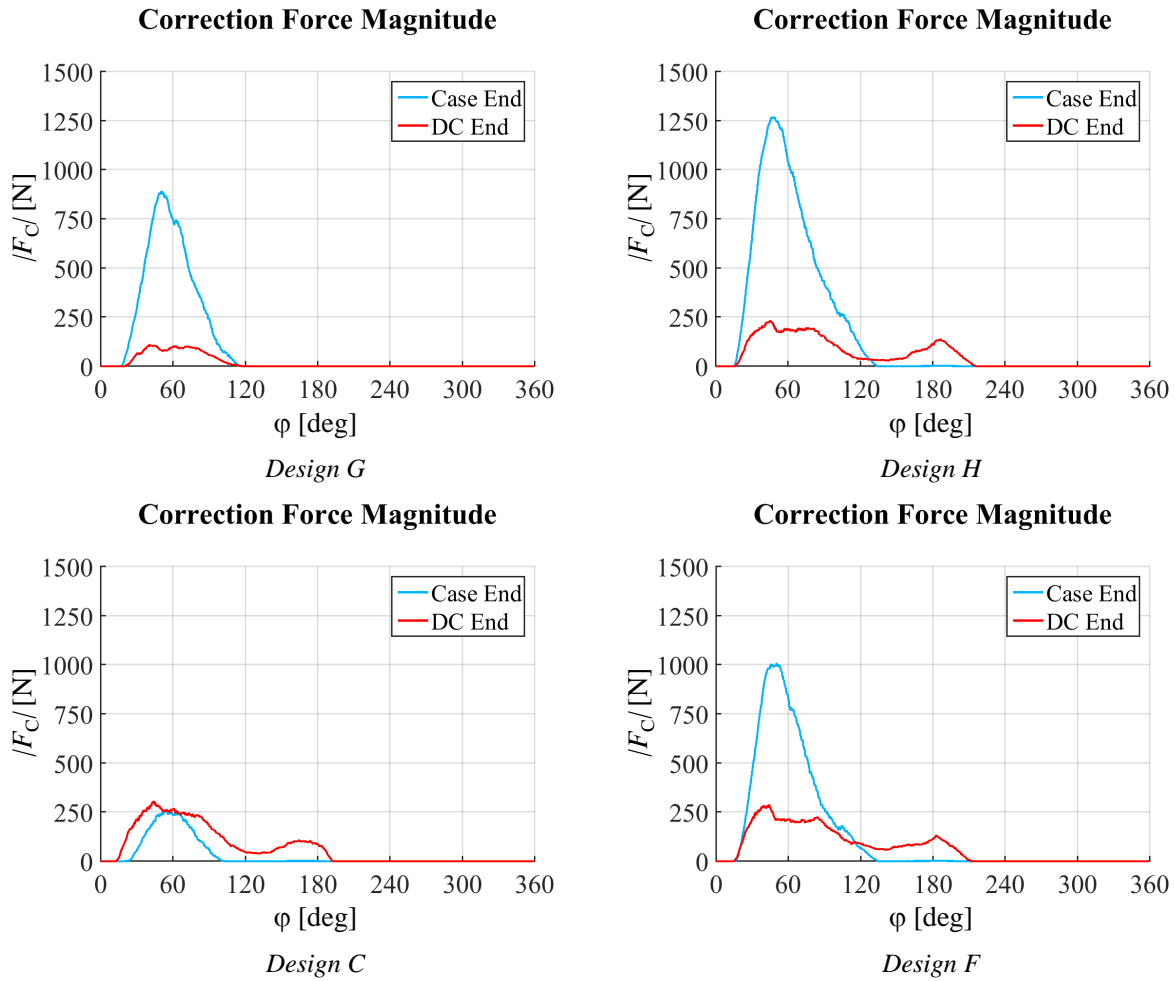 Correction Force Magnitude
1500
1250
1000
750
500
250
0
|F_C| [N]
Case End
DC End
0 60 120 180 240 300 360
φ [deg]
Design G
Correction Force Magnitude
1500
1250
1000
750
500
250
0
|F_C| [N]
Case End
DC End
0 60 120 180 240 300 360
φ [deg]
Design H
Correction Force Magnitude
1500
1250
1000
750
500
250
0
|F_C| [N]
Case End
DC End
0 60 120 180 240 300 360
φ [deg]
Design C
Correction Force Magnitude
1500
1250
1000
750
500
250
0
|F_C| [N]
Case End
DC End
0 60 120 180 240 300 360
φ [deg]
Design F